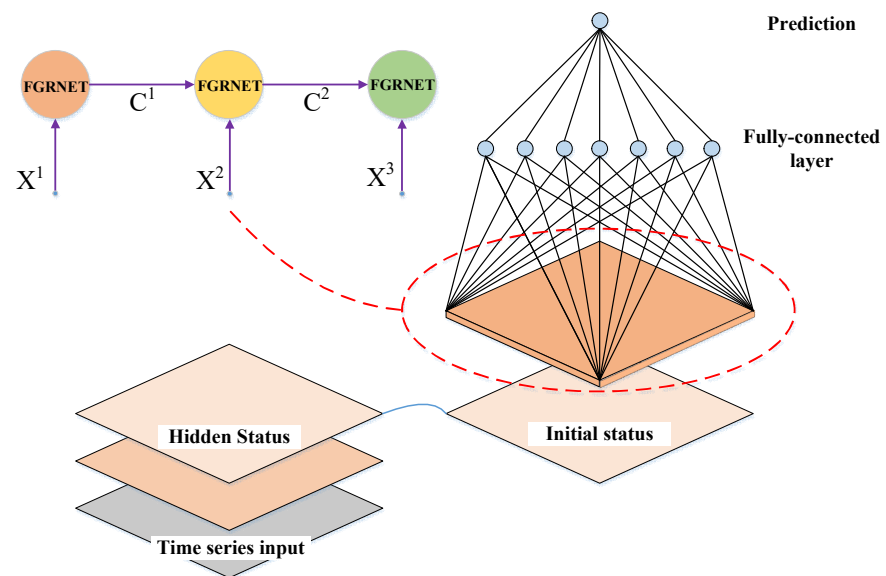 Prediction
FGRNET
FGRNET
FGRNET
C¹
C²
Fully-connected
layer
X¹
X²
X³
Hidden Status
Initial status
Time series input